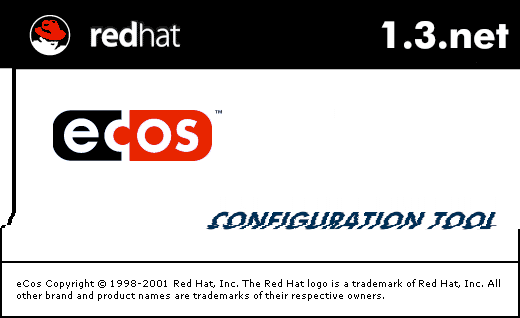 redhat
1.3.net
ecos ™
CONFIGURATION TOOL
eCos Copyright © 1998-2001 Red Hat, Inc. The Red Hat logo is a trademark of Red Hat, Inc. All
other brand and product names are trademarks of their respective owners.